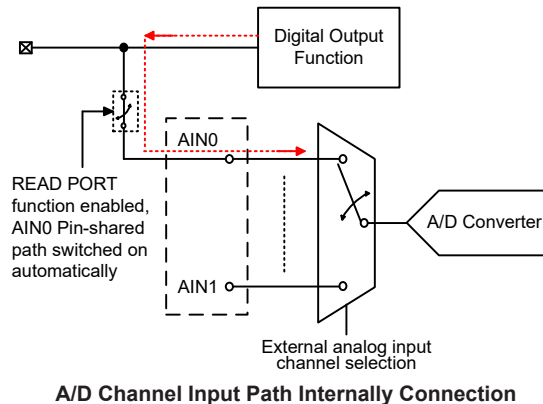 Digital Output
Function
AIN0
READ PORT
function enabled,
AIN0 Pin-shared
path switched on
automatically
A/D Converter
AIN1
External analog input
channel selection
A/D Channel Input Path Internally Connection